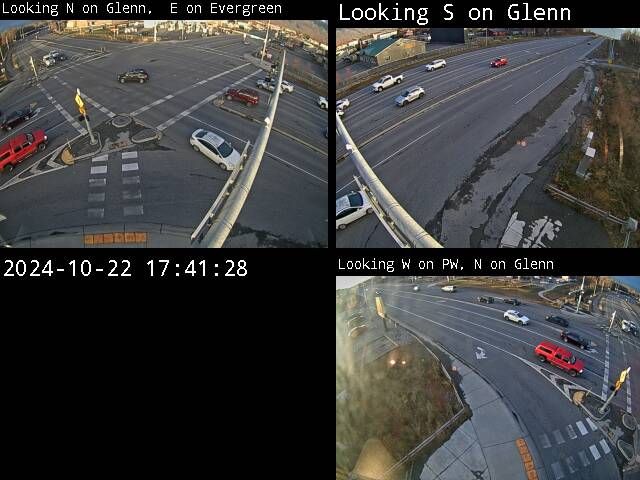 Looking N on Glenn,  E on Evergreen
Looking S on Glenn
2024-10-22 17:41:28
Looking W on PW, N on Glenn